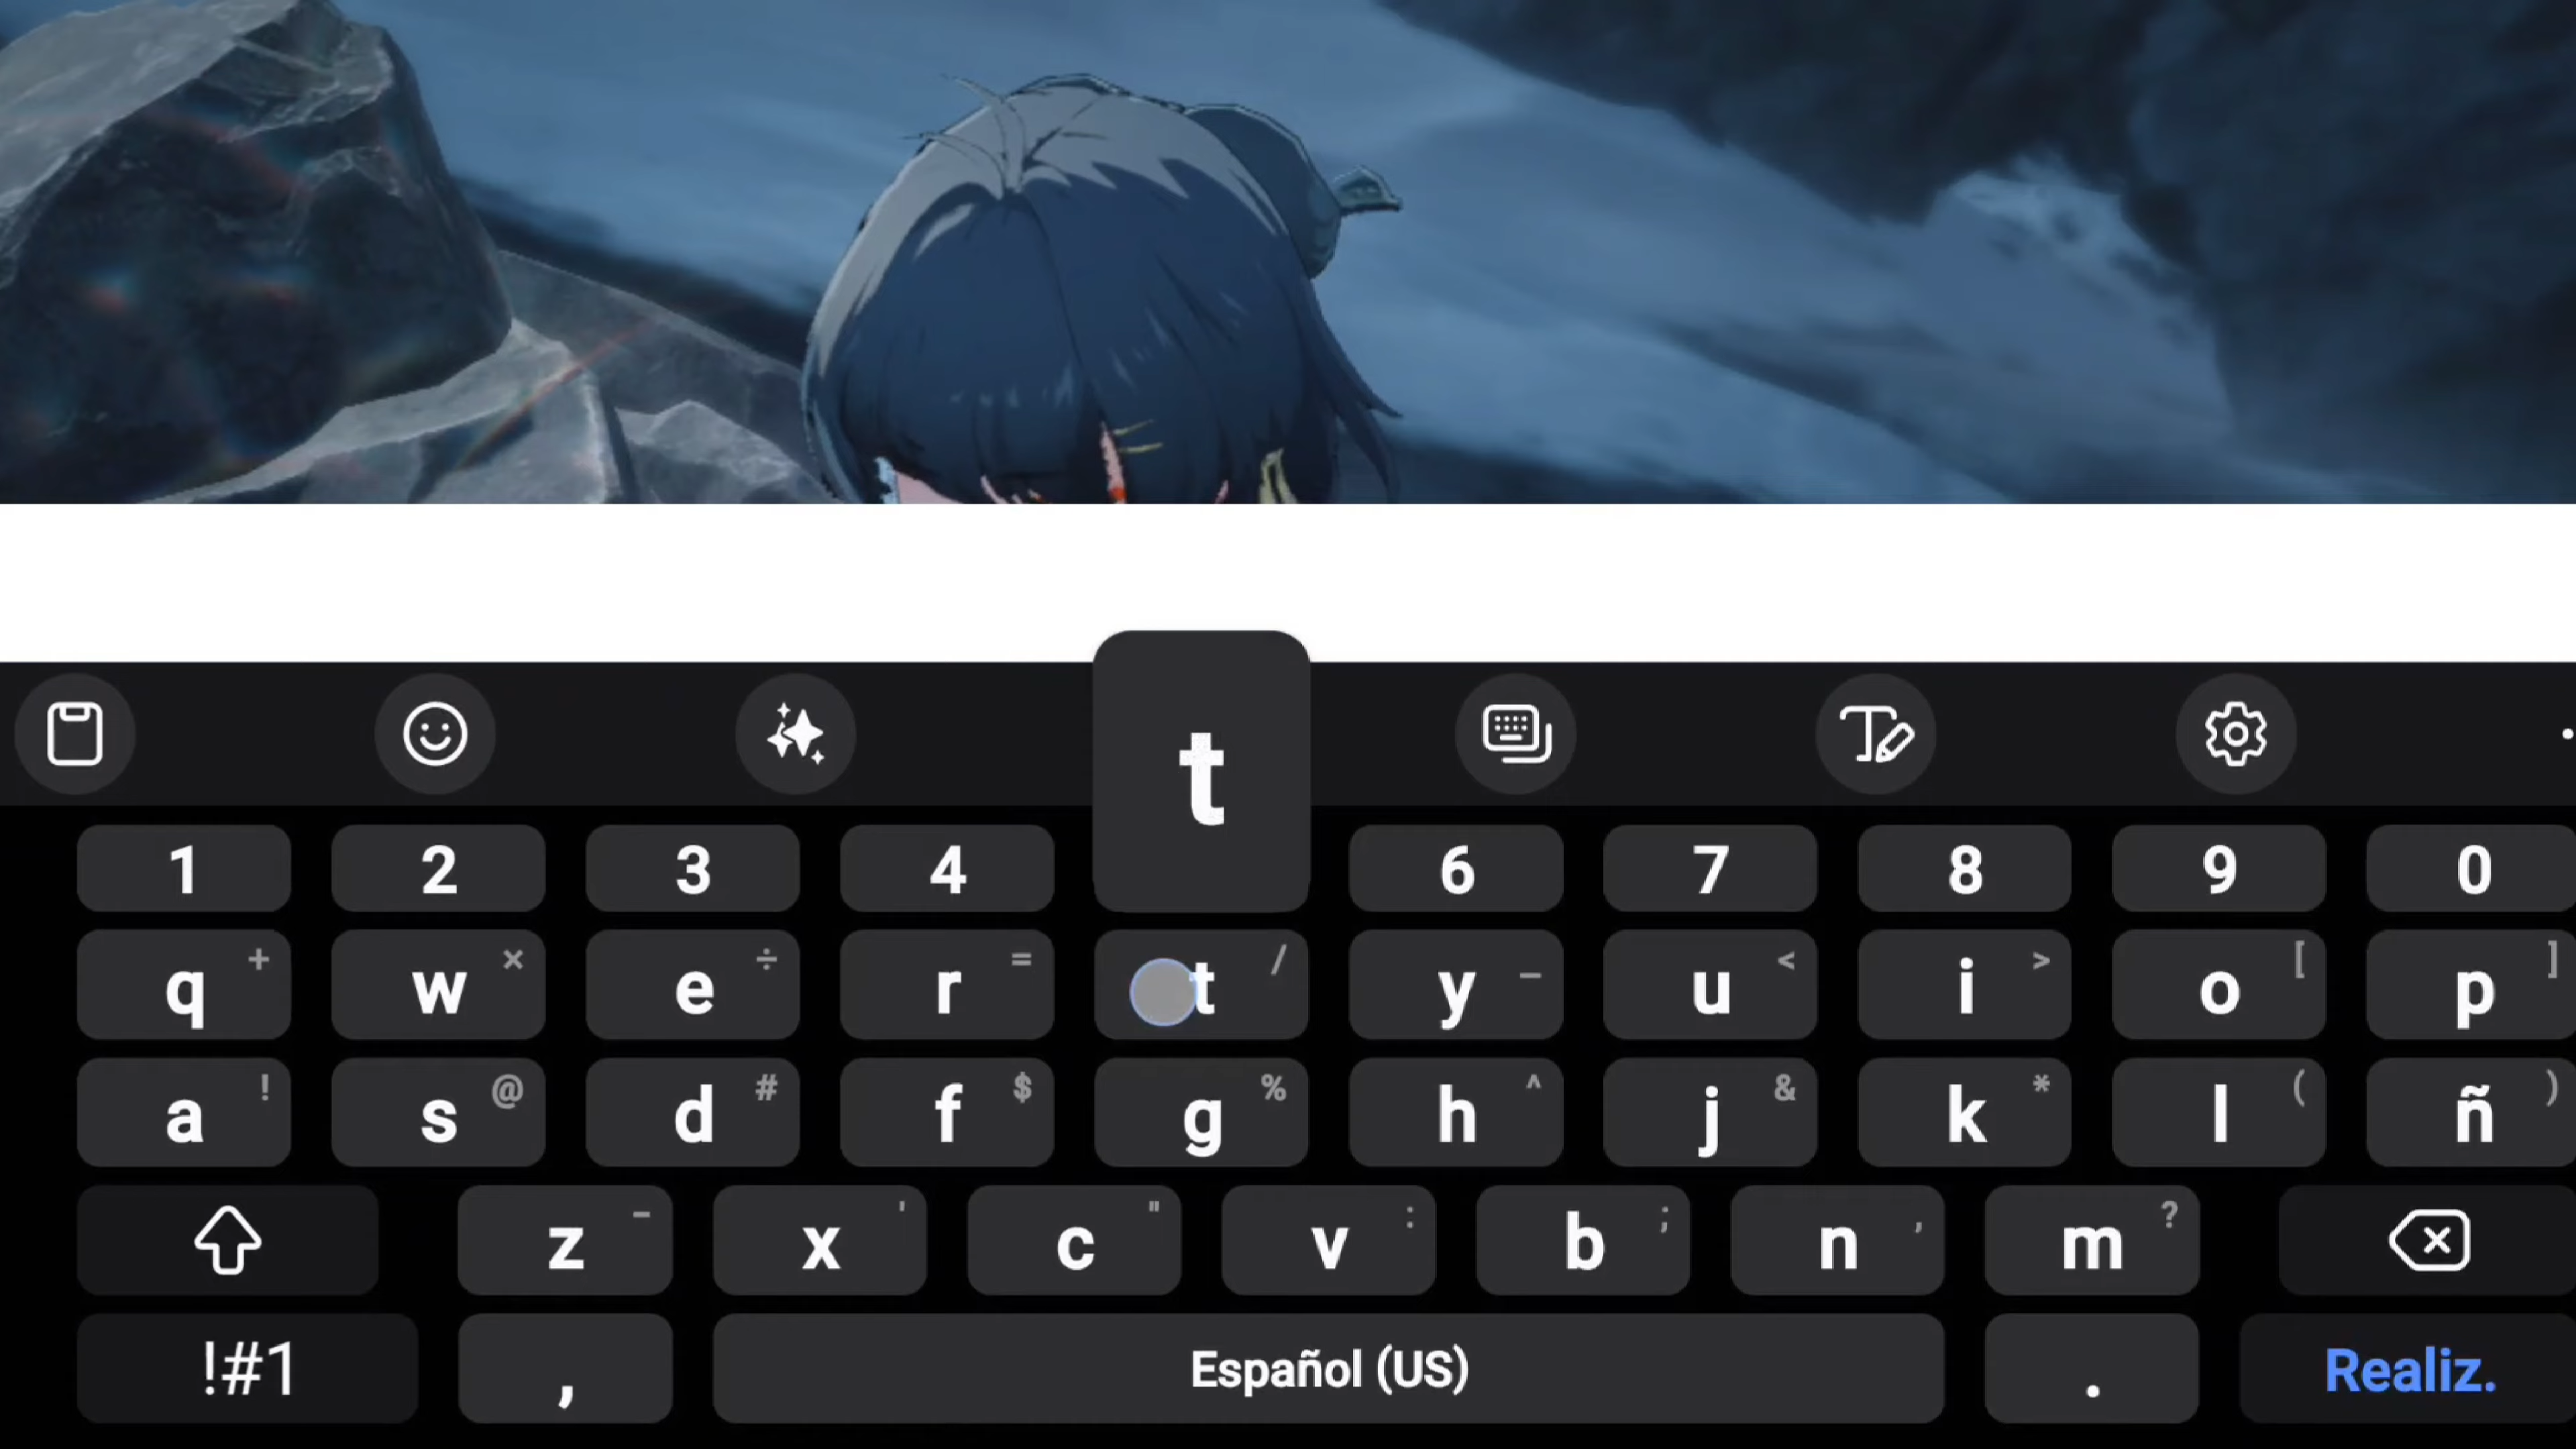 t
1 2 3 4 6 7 8 9 0
q + w × e ÷ r = t / y _ u < i > o [ p ]
a ! s @ d # f $ g % h ^ j & k * l ( ñ )
z - x ' c " v : b ; n , m ?
!#1 , Español (US) . Realiz.